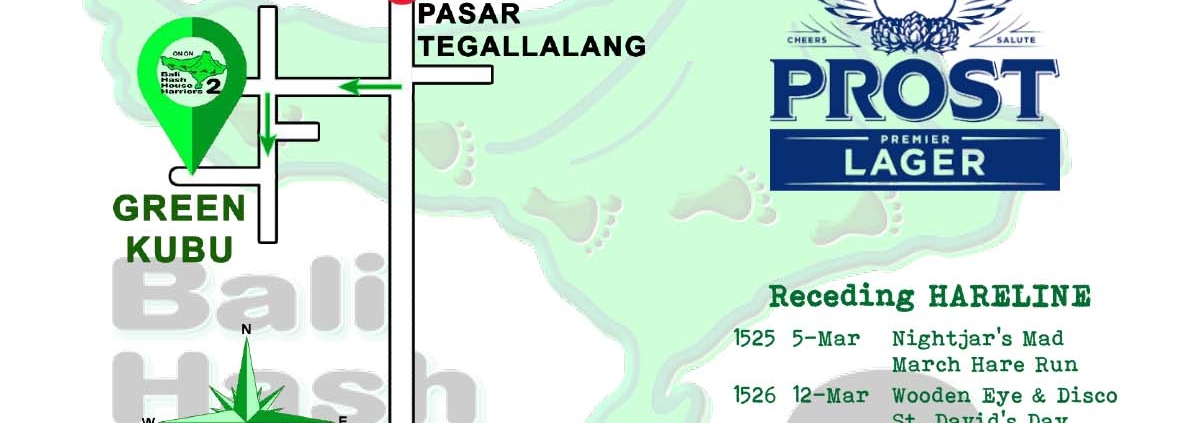 PASAR
TEGALLALANG
ON ON
Bali
Hash
House
Harriers 2
GREEN
KUBU
Bali
Hash
N
W E
CHEERS SALUTE
PROST
PREMIER
LAGER
Receding HARELINE
1525 5-Mar Nightjar's Mad
March Hare Run
1526 12-Mar Wooden Eye & Disco
St. David's Day